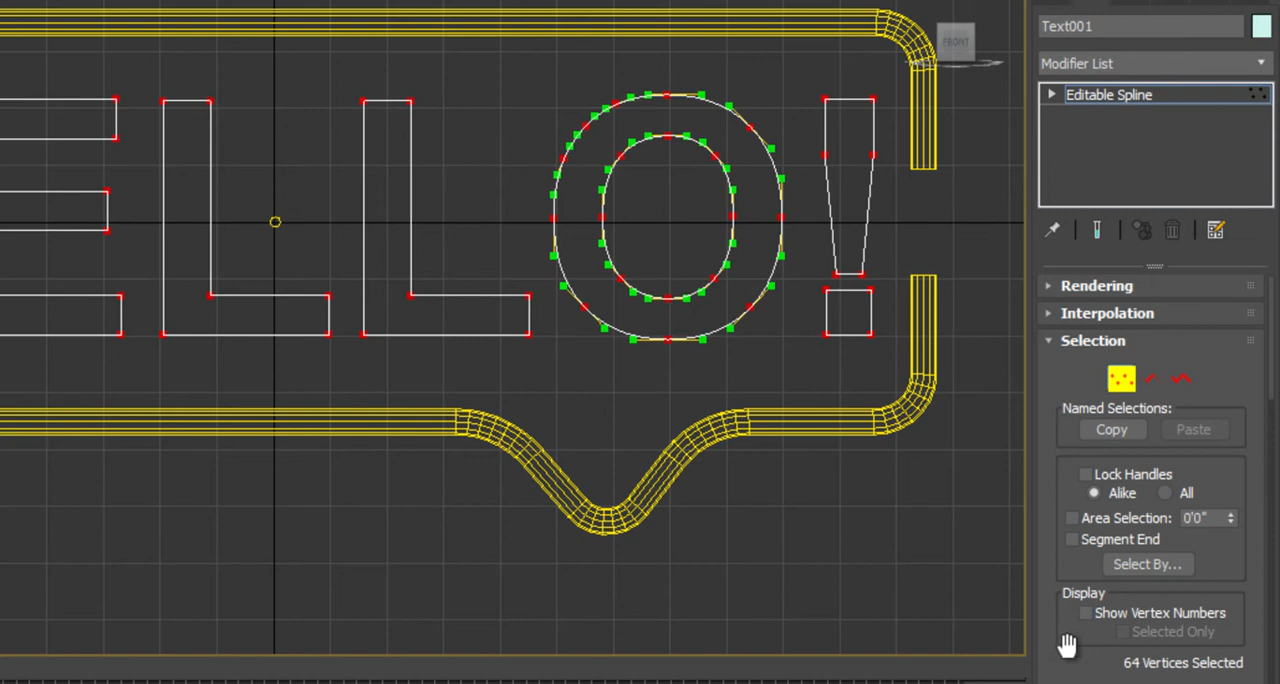 Text001
FRONT
Modifier List
Editable Spline
ELLO!
Rendering
Interpolation
Selection
Named Selections:
Copy Paste
Lock Handles
Alike All
Area Selection: 0'0"
Segment End
Select By...
Display
Show Vertex Numbers
Selected Only
64 Vertices Selected